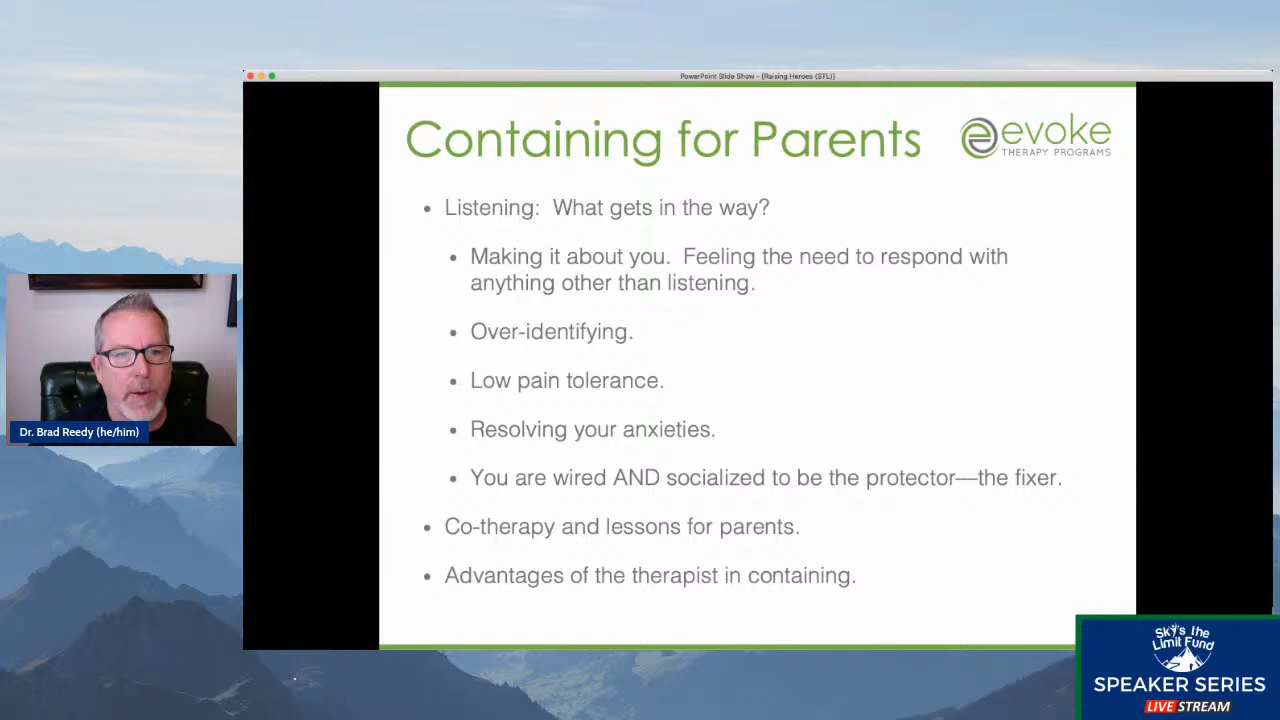 PowerPoint Slide Show - [Raising Heroes (STL)]
Containing for Parents
evoke
THERAPY PROGRAMS
• Listening: What gets in the way?
• Making it about you. Feeling the need to respond with
anything other than listening.
• Over-identifying.
• Low pain tolerance.
• Resolving your anxieties.
• You are wired AND socialized to be the protector—the fixer.
• Co-therapy and lessons for parents.
• Advantages of the therapist in containing.
Dr. Brad Reedy (he/him)
Sky's the
Limit Fund
SPEAKER SERIES
LIVE STREAM